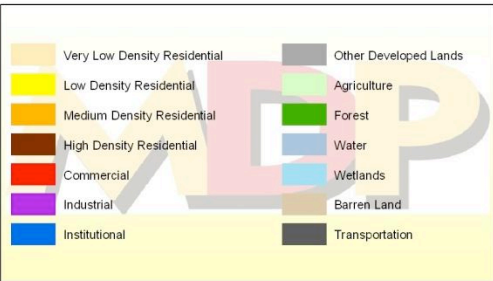 MDP
Very Low Density Residential
Low Density Residential
Medium Density Residential
High Density Residential
Commercial
Industrial
Institutional
Other Developed Lands
Agriculture
Forest
Water
Wetlands
Barren Land
Transportation